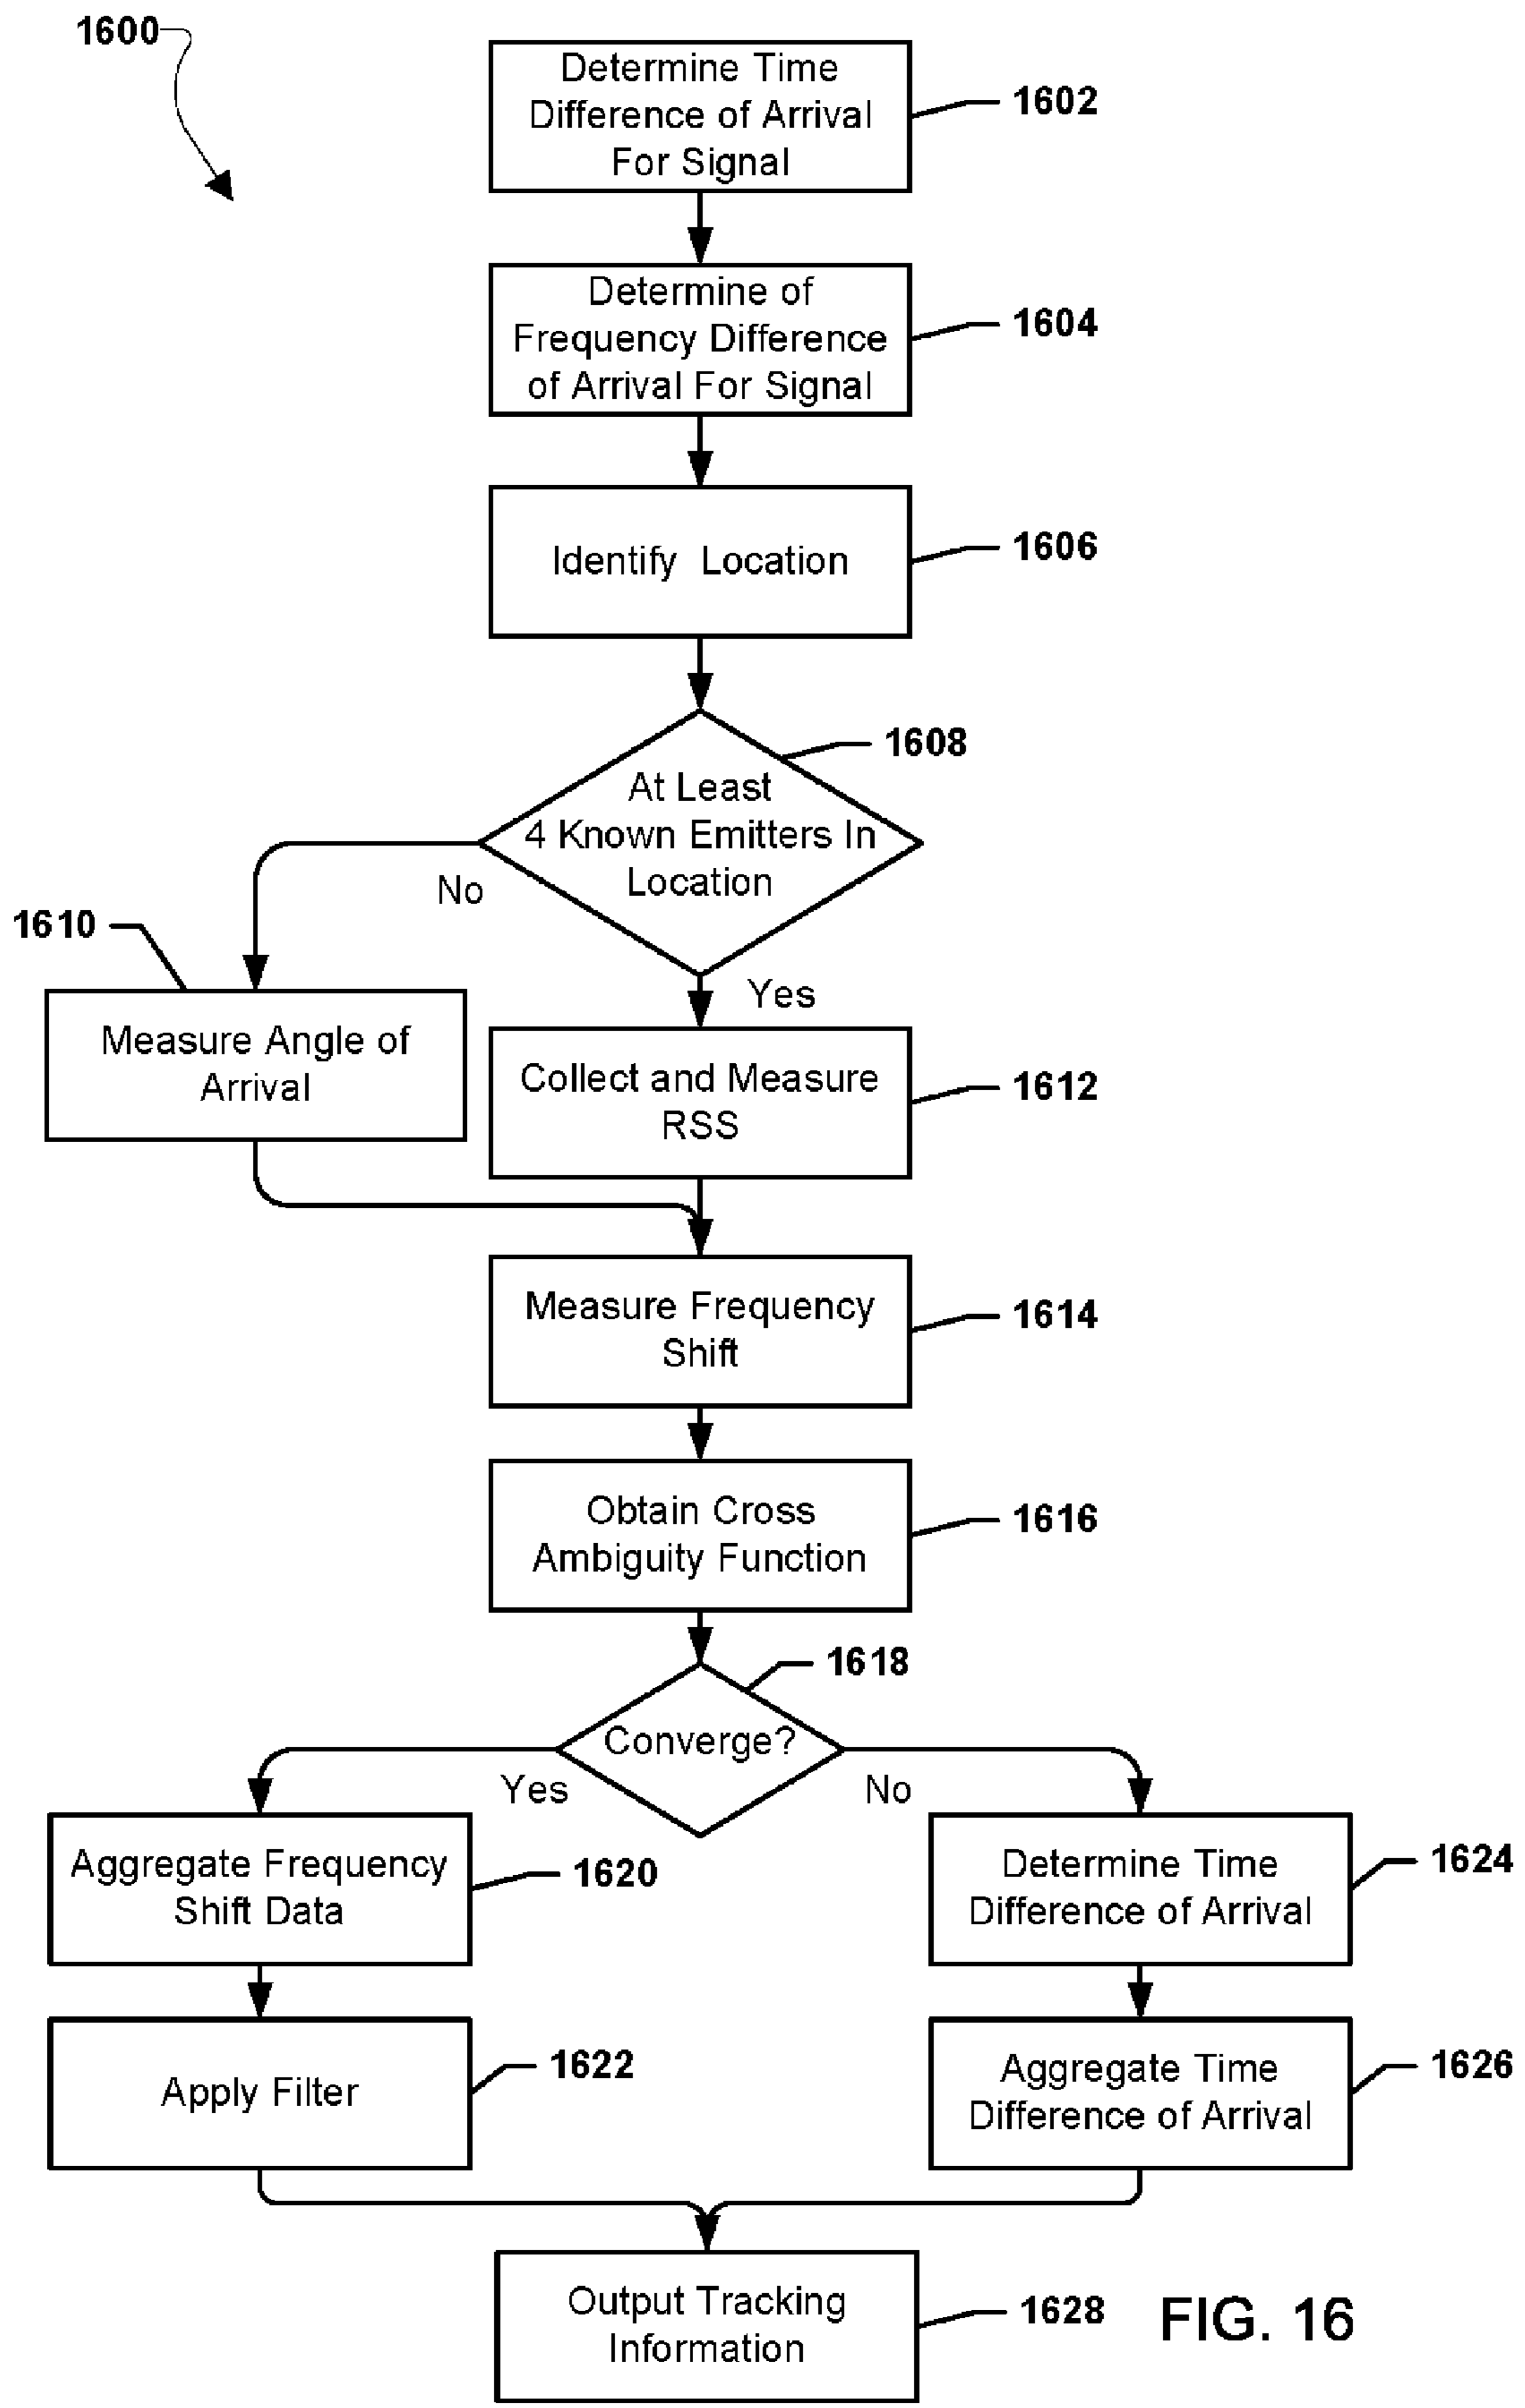 1600
Determine Time
Difference of Arrival
For Signal
1602
Determine of
Frequency Difference
of Arrival For Signal
1604
Identify Location
1606
1608
At Least
4 Known Emitters In
Location
No
Yes
1610
Measure Angle of
Arrival
Collect and Measure
RSS
1612
Measure Frequency
Shift
1614
Obtain Cross
Ambiguity Function
1616
1618
Converge?
Yes
No
Aggregate Frequency
Shift Data
1620
Determine Time
Difference of Arrival
1624
Apply Filter
1622
Aggregate Time
Difference of Arrival
1626
Output Tracking
Information
1628
FIG. 16